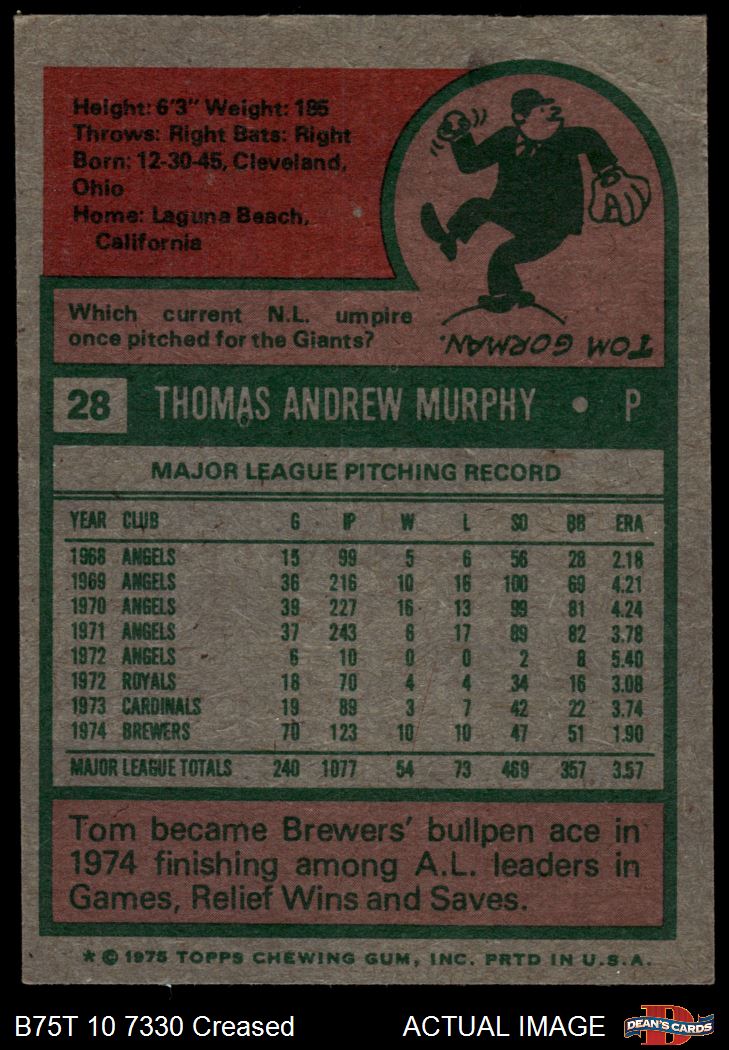 Height: 6'3" Weight: 185
Throws: Right Bats: Right
Born: 12-30-45, Cleveland,
Ohio
Home: Laguna Beach,
California
Which current N.L. umpire
once pitched for the Giants?
TOM GORMAN.
28 THOMAS ANDREW MURPHY • P
MAJOR LEAGUE PITCHING RECORD
YEAR CLUB G IP W L SO BB ERA
1968 ANGELS 15 99 5 6 56 28 2.18
1969 ANGELS 36 216 10 16 100 69 4.21
1970 ANGELS 39 227 16 13 99 81 4.24
1971 ANGELS 37 243 6 17 89 82 3.78
1972 ANGELS 6 10 0 0 2 8 5.40
1972 ROYALS 18 70 4 4 34 16 3.08
1973 CARDINALS 19 89 3 7 42 22 3.74
1974 BREWERS 70 123 10 10 47 51 1.90
MAJOR LEAGUE TOTALS 240 1077 54 73 469 357 3.57
Tom became Brewers' bullpen ace in
1974 finishing among A.L. leaders in
Games, Relief Wins and Saves.
* © 1975 TOPPS CHEWING GUM, INC. PRTD IN U.S.A.
B75T 10 7330 Creased ACTUAL IMAGE DEAN'S CARDS